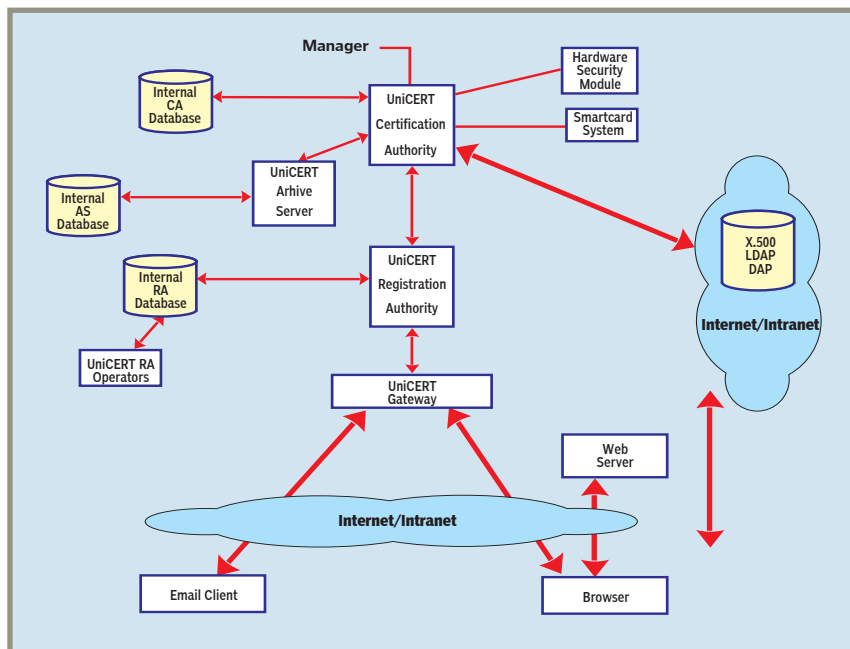 Manager
Hardware
Security
Module
Internal
CA
Database
UniCERT
Certification
Authority
Smartcard
System
UniCERT
Arhive
Server
Internal
AS
Database
X.500
LDAP
DAP
Internal
RA
Database
UniCERT
Registration
Authority
Internet/Intranet
UniCERT RA
Operators
UniCERT
Gateway
Web
Server
Internet/Intranet
Email Client
Browser